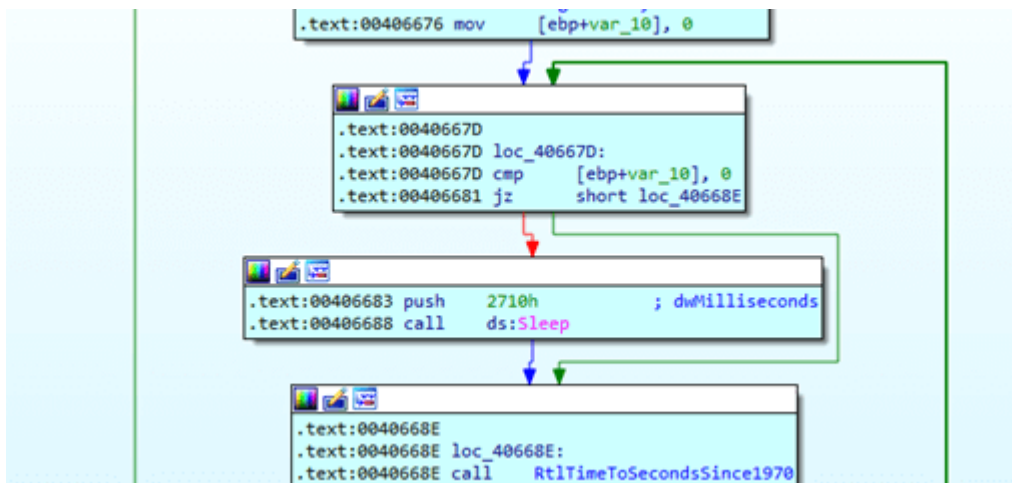 .text:00406676 mov [ebp+var_10], 0
.text:0040667D
.text:0040667D loc_40667D:
.text:0040667D cmp [ebp+var_10], 0
.text:00406681 jz short loc_40668E
.text:00406683 push 2710h ; dwMilliseconds
.text:00406688 call ds:Sleep
.text:0040668E
.text:0040668E loc_40668E:
.text:0040668E call RtlTimeToSecondsSince1970